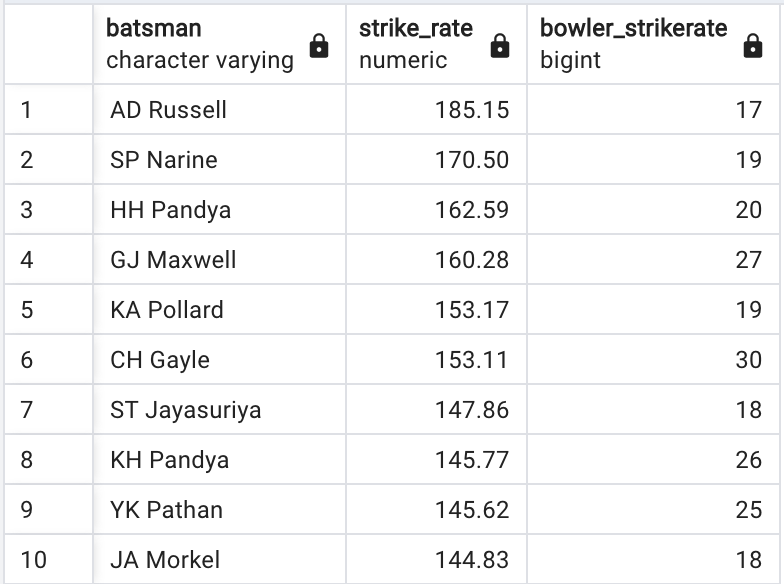 batsman strike_rate bowler_strikerate
character varying numeric bigint
1 AD Russell 185.15 17
2 SP Narine 170.50 19
3 HH Pandya 162.59 20
4 GJ Maxwell 160.28 27
5 KA Pollard 153.17 19
6 CH Gayle 153.11 30
7 ST Jayasuriya 147.86 18
8 KH Pandya 145.77 26
9 YK Pathan 145.62 25
10 JA Morkel 144.83 18